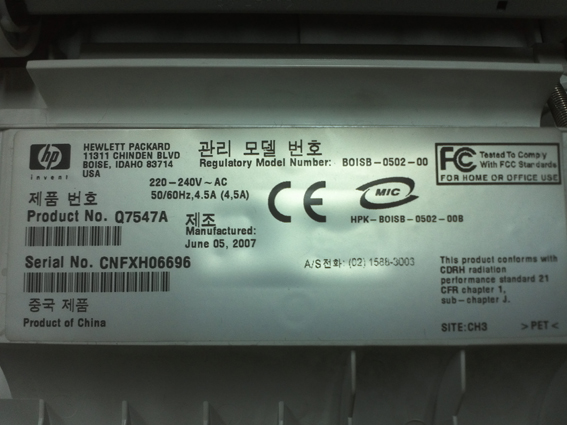 hp
invent
HEWLETT PACKARD
11311 CHINDEN BLVD
BOISE, IDAHO 83714
USA
관리 모델 번호
Regulatory Model Number: BOISB-0502-00
220-240V~AC
50/60Hz,4.5A (4,5A)
제품 번호
Product No. Q7547A
제조
Manufactured:
June 05, 2007
Serial No. CNFXH06696
중국 제품
Product of China
CE
MIC
HPK-BOISB-0502-00B
A/S전화: (02) 1588-3003
FC Tested To Comply
With FCC Standards
FOR HOME OR OFFICE USE
This product conforms with
CDRH radiation
performance standard 21
CFR chapter 1,
sub-chapter J.
SITE:CH3 >PET<